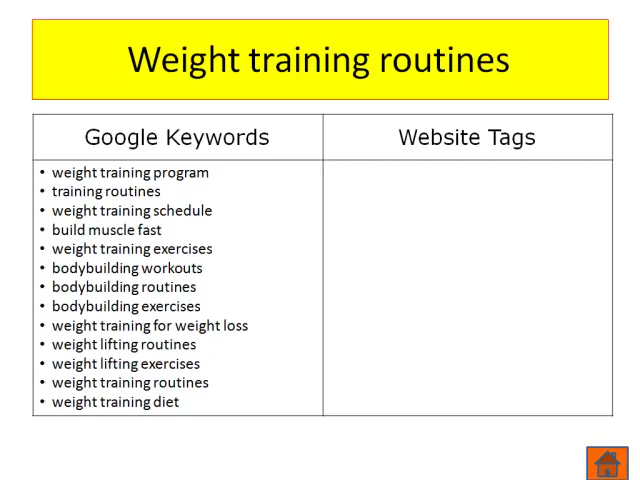 Weight training routines
Google Keywords
Website Tags
• weight training program
• training routines
• weight training schedule
• build muscle fast
• weight training exercises
• bodybuilding workouts
• bodybuilding routines
• bodybuilding exercises
• weight training for weight loss
• weight lifting routines
• weight lifting exercises
• weight training routines
• weight training diet